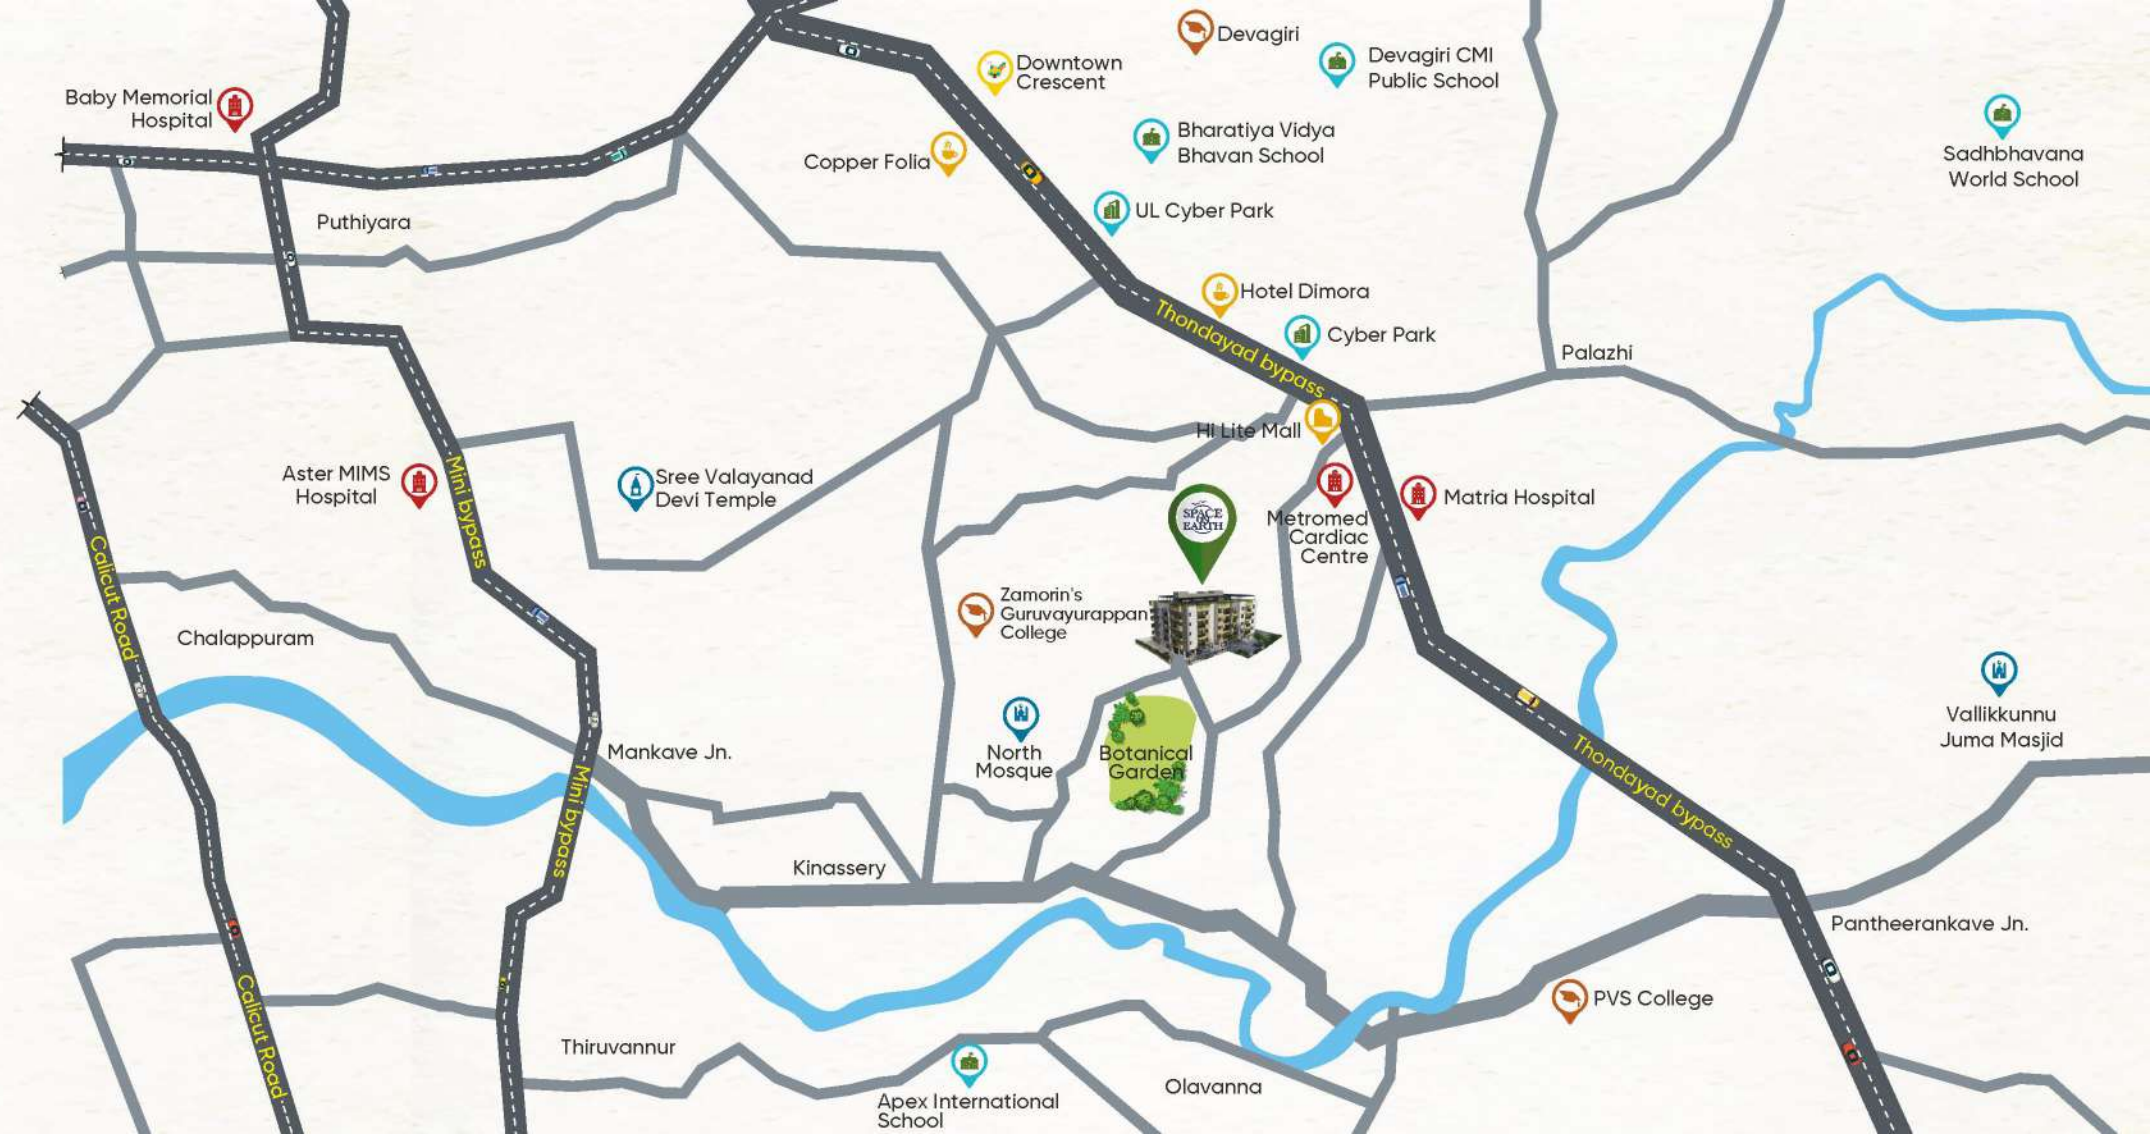 Devagiri
Downtown
Crescent
Devagiri CMI
Public School
Baby Memorial
Hospital
Bharatiya Vidya
Bhavan School
Copper Folia
Sadhbhavana
World School
UL Cyber Park
Puthiyara
Hotel Dimora
Thondayad bypass
Cyber Park
Palazhi
Hi Lite Mall
Aster MIMS
Hospital
Mini bypass
Sree Valayanad
Devi Temple
Matria Hospital
SPACE
ON
EARTH
Metromed
Cardiac
Centre
Calicut Road
Zamorin's
Guruvayurappan
College
Chalappuram
Vallikkunnu
Juma Masjid
Mankave Jn.
North
Mosque
Botanical
Garden
Thondayad bypass
Mini bypass
Kinassery
Pantheerankave Jn.
PVS College
Calicut Road
Thiruvannur
Olavanna
Apex International
School